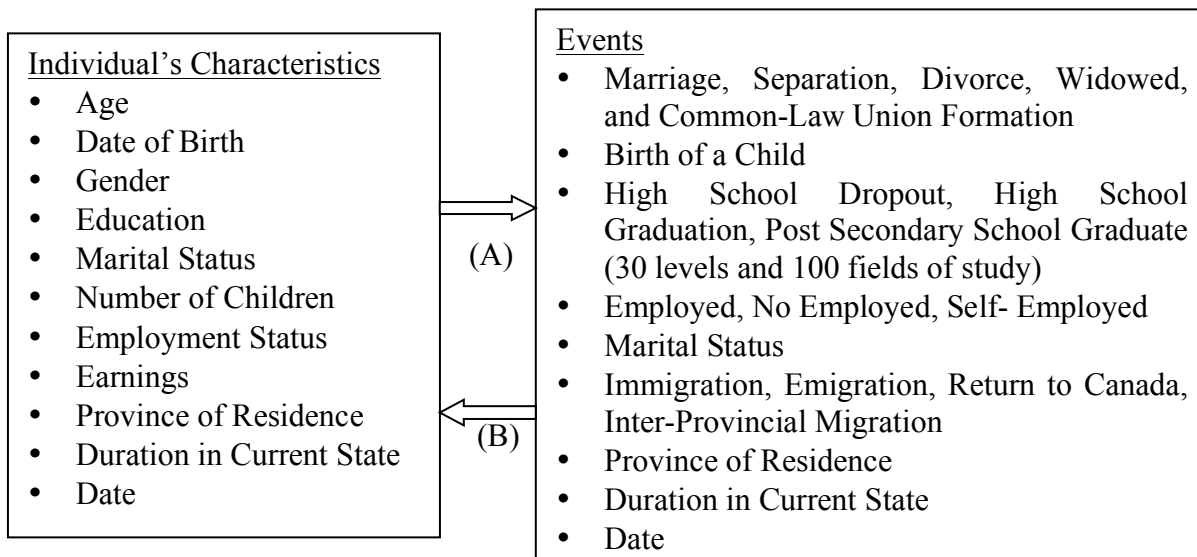 Individual’s Characteristics
• Age
• Date of Birth
• Gender
• Education
• Marital Status
• Number of Children
• Employment Status
• Earnings
• Province of Residence
• Duration in Current State
• Date
(A)
(B)
Events
• Marriage, Separation, Divorce, Widowed,
and Common-Law Union Formation
• Birth of a Child
• High School Dropout, High School
Graduation, Post Secondary School Graduate
(30 levels and 100 fields of study)
• Employed, No Employed, Self- Employed
• Marital Status
• Immigration, Emigration, Return to Canada,
Inter-Provincial Migration
• Province of Residence
• Duration in Current State
• Date